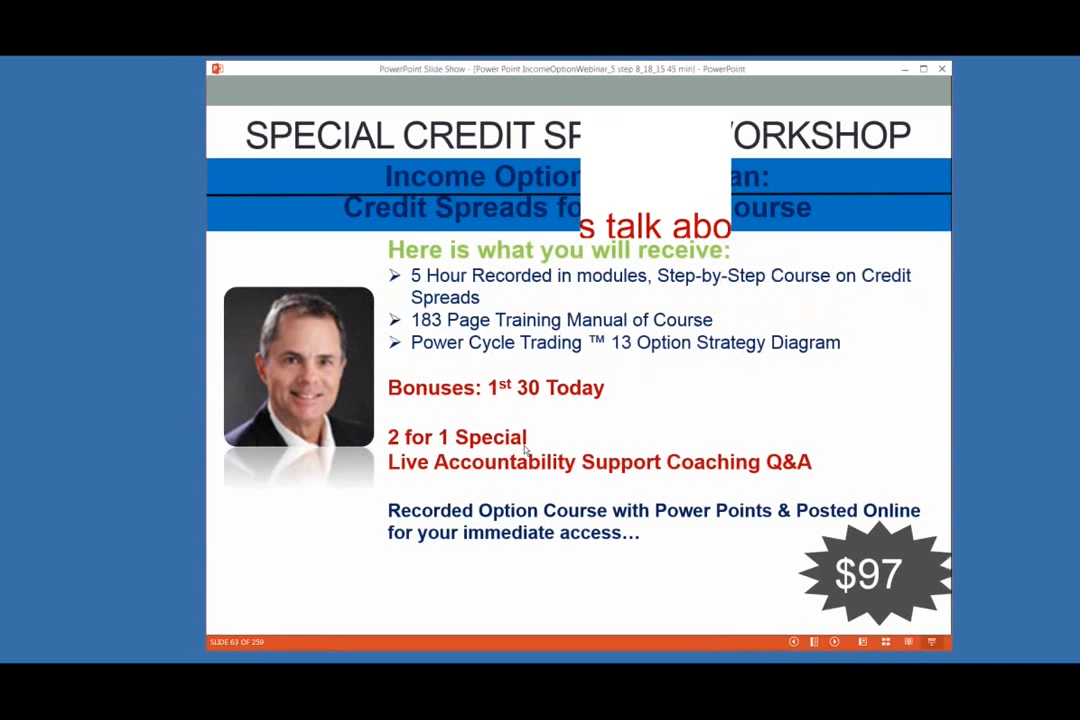 PowerPoint Slide Show - [Power Point IncomeOptionWebinar_5 step 8_18_15 45 min] - PowerPoint
SPECIAL CREDIT SP ORKSHOP
Income Option an:
Credit Spreads fo ourse
s talk abo
Here is what you will receive:
5 Hour Recorded in modules, Step-by-Step Course on Credit
Spreads
183 Page Training Manual of Course
Power Cycle Trading ™ 13 Option Strategy Diagram
Bonuses: 1st 30 Today
2 for 1 Special
Live Accountability Support Coaching Q&A
Recorded Option Course with Power Points & Posted Online
for your immediate access…
$97
SLIDE 63 OF 259